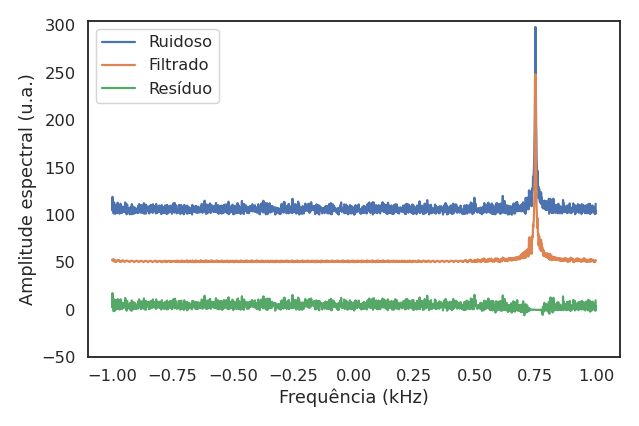 Ruidoso
Filtrado
Resíduo
300
250
200
150
100
50
0
−50
Amplitude espectral (u.a.)
−1.00 −0.75 −0.50 −0.25 0.00 0.25 0.50 0.75 1.00
Frequência (kHz)